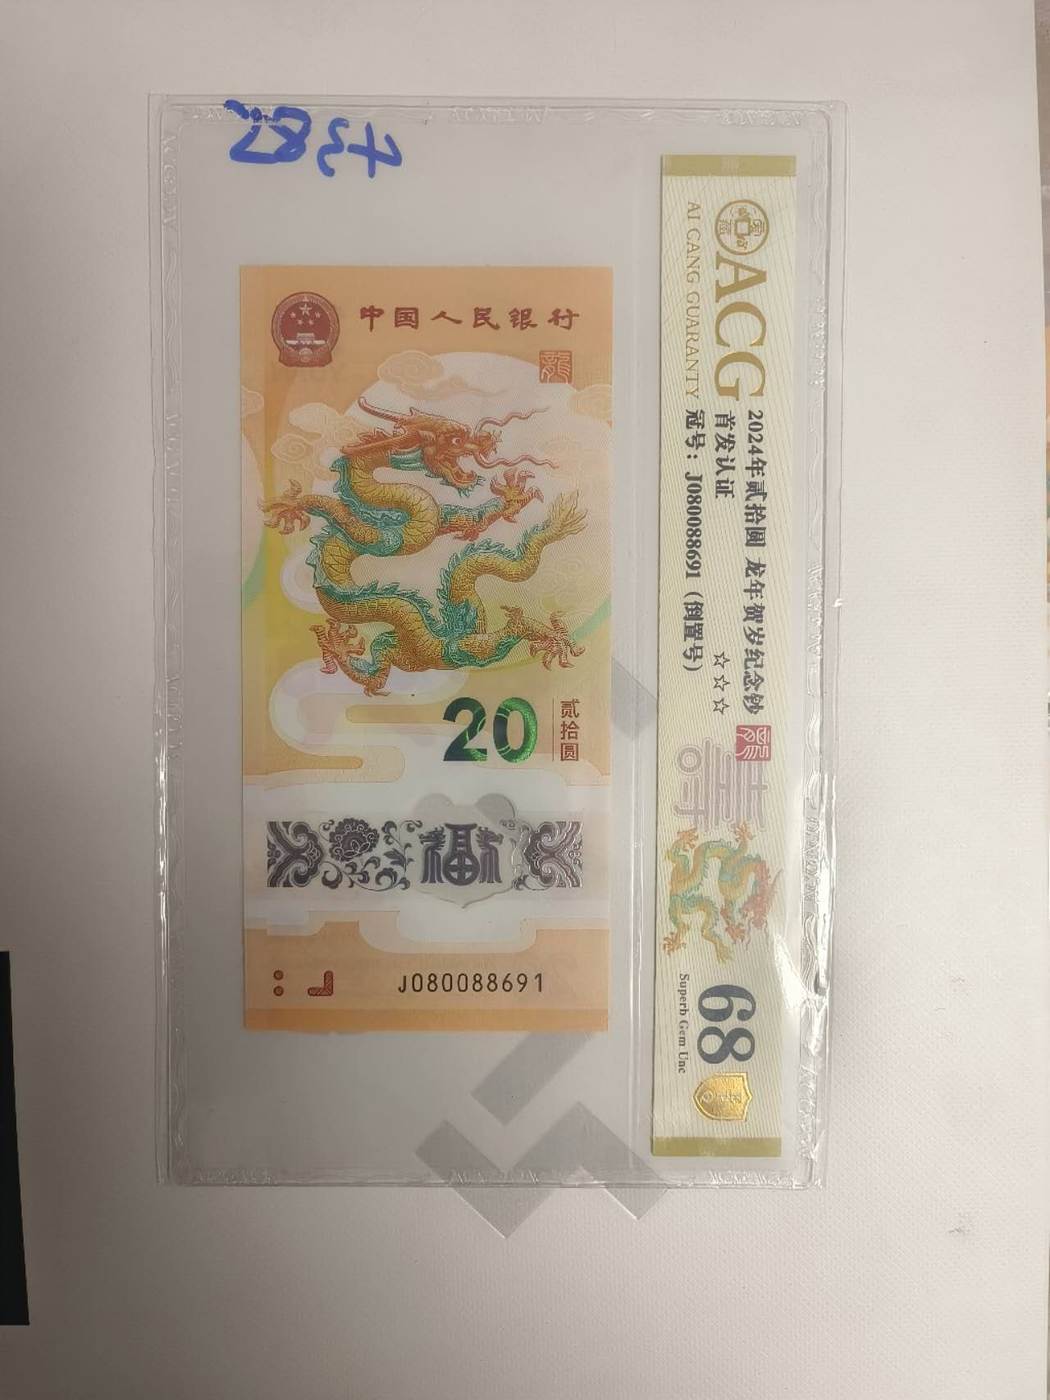 中国人民银行
龍
20
贰拾圆
福
J080088691
ACG
AI CANG GUARANTY
2024年贰拾圆 龙年贺岁纪念钞
首发认证 ☆☆☆
冠号：J080088691（倒置号）
68
Superb Gem Unc